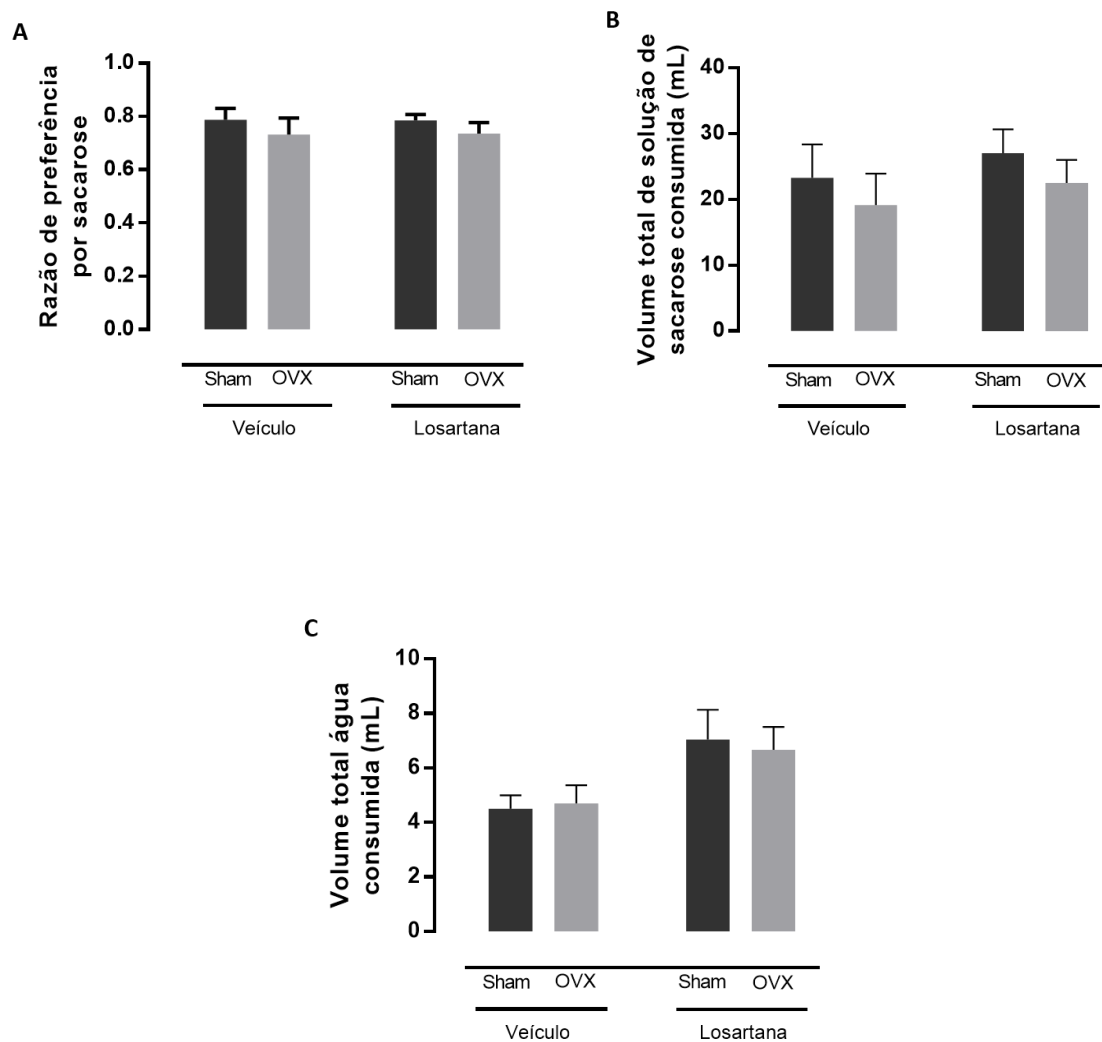 A
Razão de preferência
por sacarose
1.0
0.8
0.6
0.4
0.2
0.0
Sham OVX Sham OVX
Veículo Losartana
B
Volume total de solução de
sacarose consumida (mL)
40
30
20
10
0
Sham OVX Sham OVX
Veículo Losartana
C
Volume total água
consumida (mL)
10
8
6
4
2
0
Sham OVX Sham OVX
Veículo Losartana